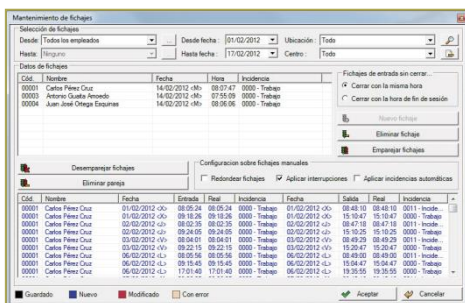 Mantenimiento de fichajes
Selección de fichajes
Desde: Todos los empleados ... Desde fecha : 01/02/2012 Ubicación : Todo
Hasta: Ninguno Hasta fecha : 17/02/2012 Centro : Todo
Datos de fichajes
Cód. Nombre Fecha Hora Incidencia
00001 Carlos Pérez Cruz 14/02/2012 <M> 08:07:47 0000 - Trabajo
00003 Antonio Guaita Amoedo 14/02/2012 <M> 07:55:09 0000 - Trabajo
00004 Juan José Ortega Esquinas 14/02/2012 <M> 08:06:06 0000 - Trabajo
Fichajes de entrada sin cerrar...
Cerrar con la misma hora
Cerrar con la hora de fin de sesión
Nuevo fichaje
Eliminar fichaje
Emparejar fichajes
Desemparejar fichajes
Eliminar pareja
Configuracion sobre fichajes manuales
Redondear fichajes Aplicar interrupciones Aplicar incidencias automáticas
Cód. Nombre Fecha Entrada Real Incidencia Fecha Salida Real Incidencia
00001 Carlos Pérez Cruz 01/02/2012 <X> 08:05:24 08:05:24 0000 - Trabajo 01/02/2012 <X> 08:48:10 08:48:10 0011 - Incide...
00001 Carlos Pérez Cruz 01/02/2012 <X> 09:18:26 09:18:26 0000 - Trabajo 01/02/2012 <X> 15:10:47 15:10:47 0000 - Trabajo
00001 Carlos Pérez Cruz 02/02/2012 <J> 08:02:35 08:02:35 0000 - Trabajo 02/02/2012 <J> 08:47:18 08:47:18 0011 - Incide...
00001 Carlos Pérez Cruz 02/02/2012 <J> 09:24:05 09:24:05 0000 - Trabajo 02/02/2012 <J> 15:10:25 15:10:25 0000 - Trabajo
00001 Carlos Pérez Cruz 03/02/2012 <V> 08:04:01 08:04:01 0000 - Trabajo 03/02/2012 <V> 08:49:29 08:49:29 0011 - Incide...
00001 Carlos Pérez Cruz 03/02/2012 <V> 09:22:15 09:22:15 0000 - Trabajo 03/02/2012 <V> 15:20:47 15:20:47 0000 - Trabajo
00001 Carlos Pérez Cruz 06/02/2012 <L> 08:05:56 08:05:56 0000 - Trabajo 06/02/2012 <L> 08:49:00 08:49:00 0011 - Incide...
00001 Carlos Pérez Cruz 06/02/2012 <L> 09:15:45 09:15:45 0000 - Trabajo 06/02/2012 <L> 15:04:47 15:04:47 0000 - Trabajo
00001 Carlos Pérez Cruz 06/02/2012 <L> 17:01:40 17:01:40 0000 - Trabajo 06/02/2012 <L> 19:35:55 19:35:55 0000 - Trabajo
Guardado Nuevo Modificado Con error Aceptar Cancelar